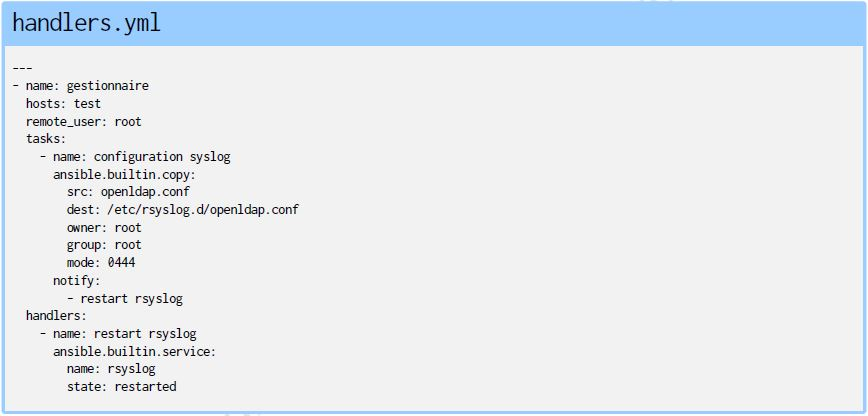 handlers.yml
---
- name: gestionnaire
  hosts: test
  remote_user: root
  tasks:
    - name: configuration syslog
      ansible.builtin.copy:
        src: openldap.conf
        dest: /etc/rsyslog.d/openldap.conf
        owner: root
        group: root
        mode: 0444
      notify:
        - restart rsyslog
  handlers:
    - name: restart rsyslog
      ansible.builtin.service:
        name: rsyslog
        state: restarted